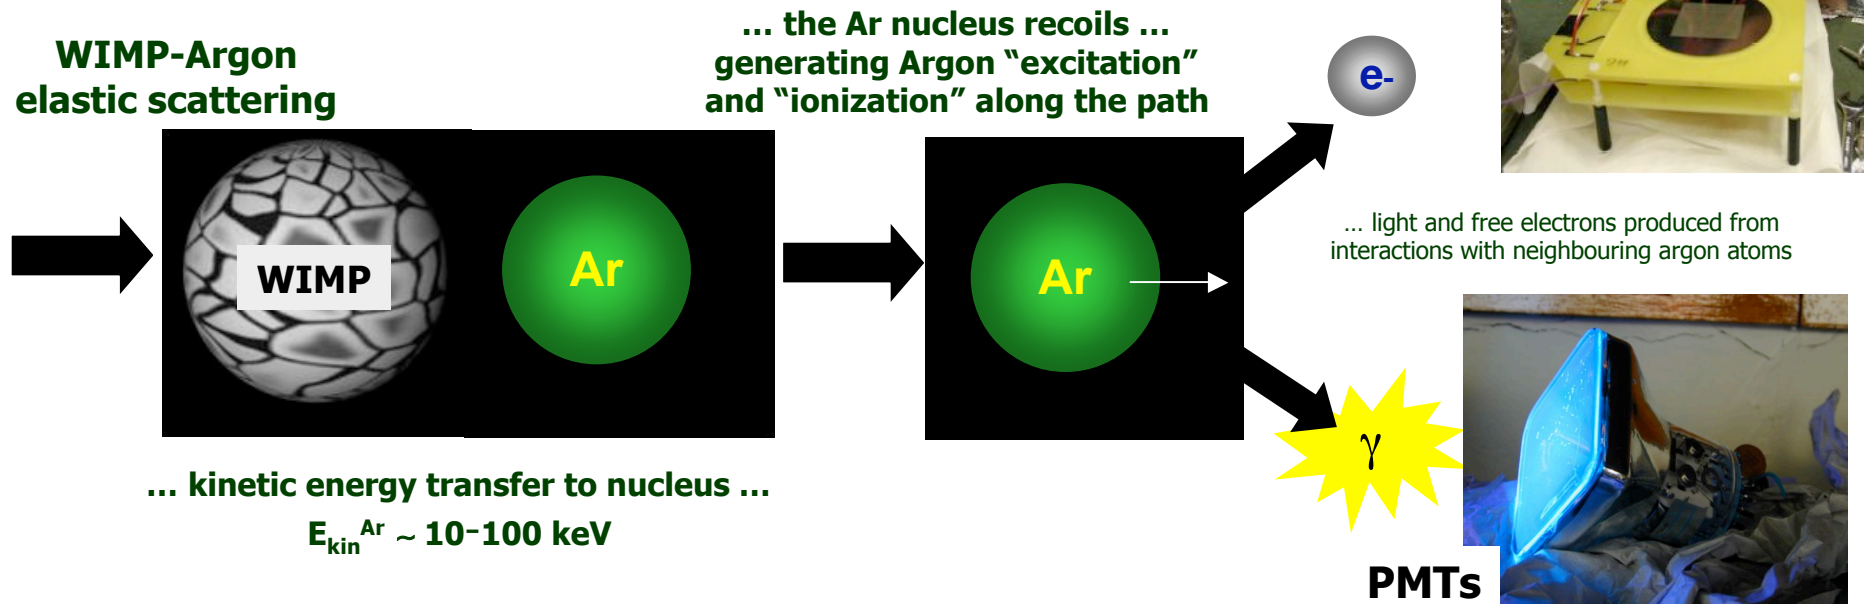 WIMP-Argon
elastic scattering
WIMP
Ar
... kinetic energy transfer to nucleus ...
Ekin^Ar ~ 10-100 keV
... the Ar nucleus recoils ...
generating Argon “excitation”
and “ionization” along the path
Ar
e-
... light and free electrons produced from
interactions with neighbouring argon atoms
γ
PMTs